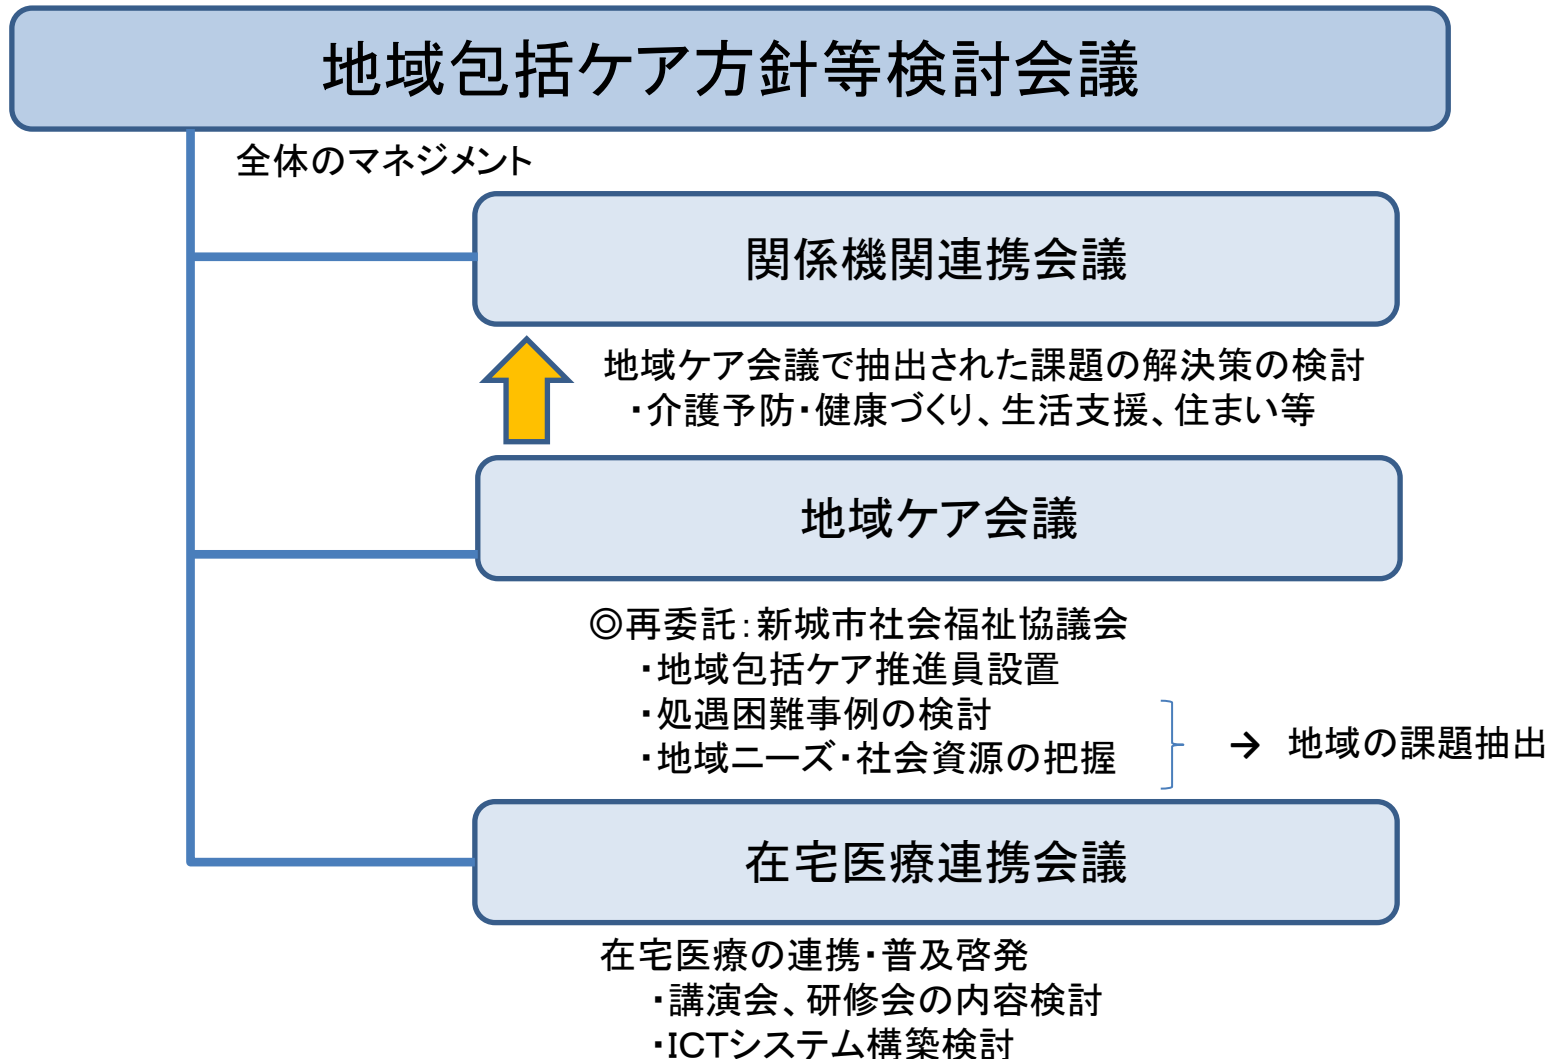 地域包括ケア方針等検討会議
全体のマネジメント
関係機関連携会議
地域ケア会議で抽出された課題の解決策の検討
・介護予防・健康づくり、生活支援、住まい等
地域ケア会議
◎再委託：新城市社会福祉協議会
・地域包括ケア推進員設置
・処遇困難事例の検討
・地域ニーズ・社会資源の把握
→ 地域の課題抽出
在宅医療連携会議
在宅医療の連携・普及啓発
・講演会、研修会の内容検討
・ICTシステム構築検討